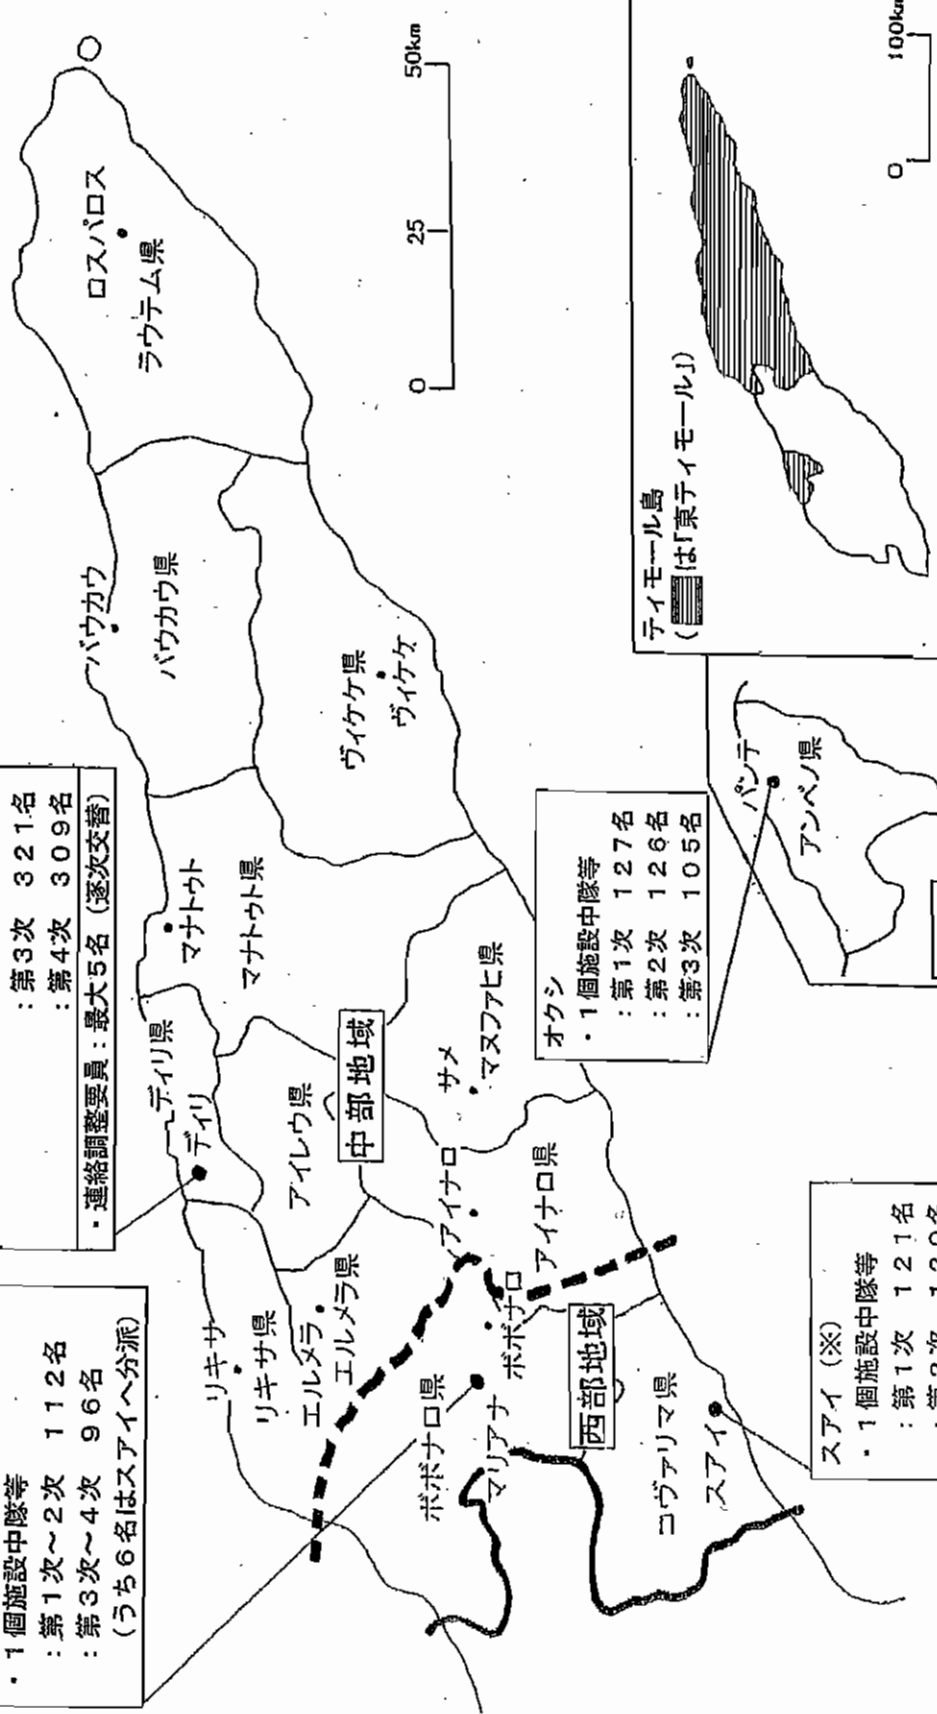 ・1個施設中隊等
：第1次～2次　112名
：第3次～4次　96名
（うち6名はスアイへ分派）
：第3次　321名
：第4次　309名
・連絡調整要員：最大5名（逐次交替）
ロスパロス
ラウテム県
バウカウ
バウカウ県
ヴィケケ県
ヴィケケ
マナトゥト
マナトゥト県
ディリ県
ディリ
アイレウ県
中部地域
サメ
マヌファヒ県
アイナロ
アイナロ県
リキサ
リキサ県
エルメラ
エルメラ県
ボボナロ県
マリアナ
ボボナロ
西部地域
コヴァリマ県
スアイ
0
25
50km
オクシ
・1個施設中隊等
：第1次　127名
：第2次　126名
：第3次　105名
パンテ
アンベノ県
ティモール島
（　は「東ティモール」）
0
100km
スアイ（※）
・1個施設中隊等
：第1次　121名